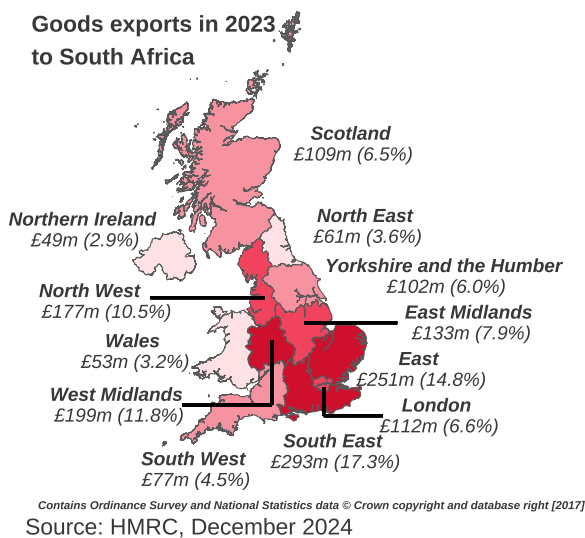 Goods exports in 2023
to South Africa
Scotland
£109m (6.5%)
Northern Ireland
£49m (2.9%)
North East
£61m (3.6%)
Yorkshire and the Humber
£102m (6.0%)
North West
£177m (10.5%)
East Midlands
£133m (7.9%)
Wales
£53m (3.2%)
East
£251m (14.8%)
West Midlands
£199m (11.8%)
London
£112m (6.6%)
South East
£293m (17.3%)
South West
£77m (4.5%)
Contains Ordinance Survey and National Statistics data © Crown copyright and database right [2017]
Source: HMRC, December 2024